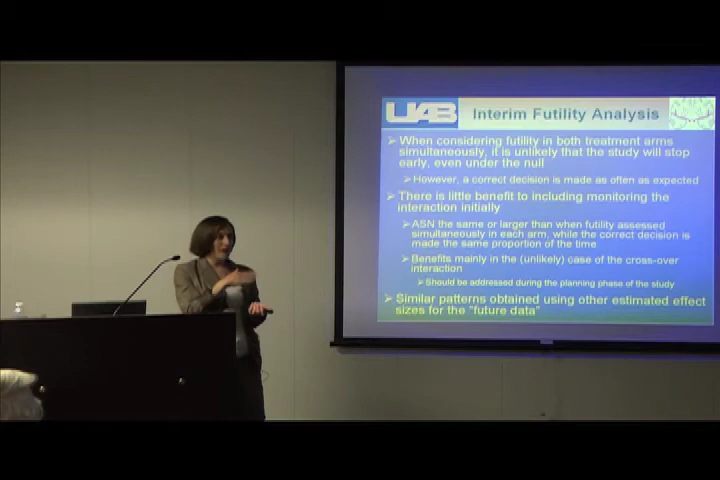 UAB
Interim Futility Analysis
When considering futility in both treatment arms
simultaneously, it is unlikely that the study will stop
early, even under the null
However, a correct decision is made as often as expected
There is little benefit to including monitoring the
interaction initially
ASN the same or larger than when futility assessed
simultaneously in each arm, while the correct decision is
made the same proportion of the time
Benefits mainly in the (unlikely) case of the cross-over
interaction
Should be addressed during the planning phase of the study
Similar patterns obtained using other estimated effect
sizes for the "future data"